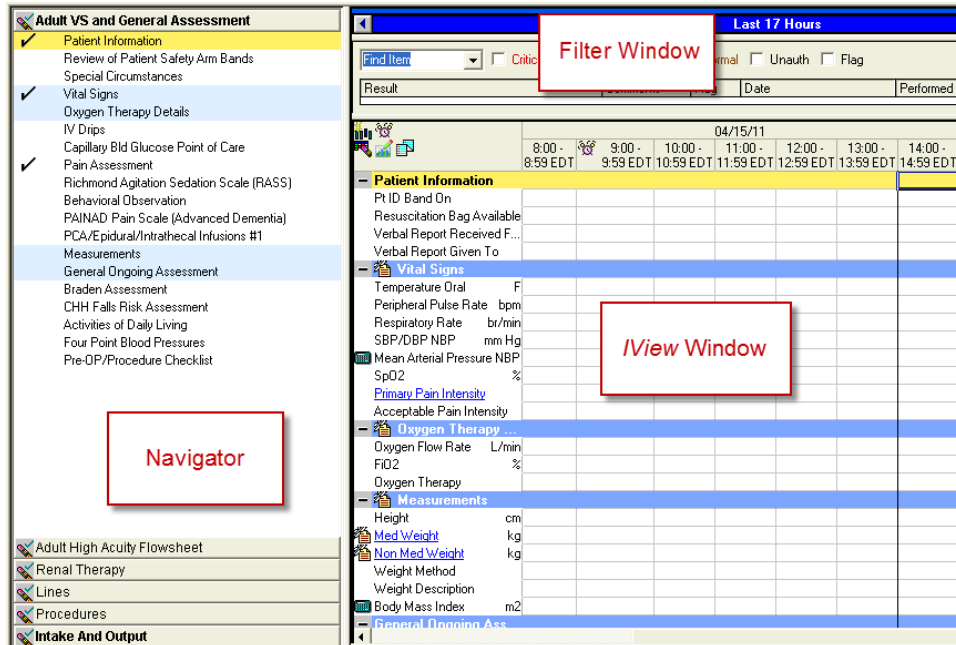 Adult VS and General Assessment
Patient Information
Review of Patient Safety Arm Bands
Special Circumstances
Vital Signs
Oxygen Therapy Details
IV Drips
Capillary Bld Glucose Point of Care
Pain Assessment
Richmond Agitation Sedation Scale (RASS)
Behavioral Observation
PAINAD Pain Scale (Advanced Dementia)
PCA/Epidural/Intrathecal Infusions #1
Measurements
General Ongoing Assessment
Braden Assessment
CHH Falls Risk Assessment
Activities of Daily Living
Four Point Blood Pressures
Pre-OP/Procedure Checklist
Navigator
Adult High Acuity Flowsheet
Renal Therapy
Lines
Procedures
Intake And Output
Last 17 Hours
Filter Window
Find Item Critic mal Unauth Flag
Result Date Performed
04/15/11
8:00 - 9:00 - 10:00 - 11:00 - 12:00 - 13:00 - 14:00 -
8:59 EDT 9:59 EDT 10:59 EDT 11:59 EDT 12:59 EDT 13:59 EDT 14:59 EDT
Patient Information
Pt ID Band On
Resuscitation Bag Available
Verbal Report Received F...
Verbal Report Given To
Vital Signs
Temperature Oral F
Peripheral Pulse Rate bpm
Respiratory Rate br/min
SBP/DBP NBP mm Hg
Mean Arterial Pressure NBP
SpO2 %
Primary Pain Intensity
Acceptable Pain Intensity
IView Window
Oxygen Therapy ...
Oxygen Flow Rate L/min
FiO2 %
Oxygen Therapy
Measurements
Height cm
Med Weight kg
Non Med Weight kg
Weight Method
Weight Description
Body Mass Index m2
General Ongoing Ass